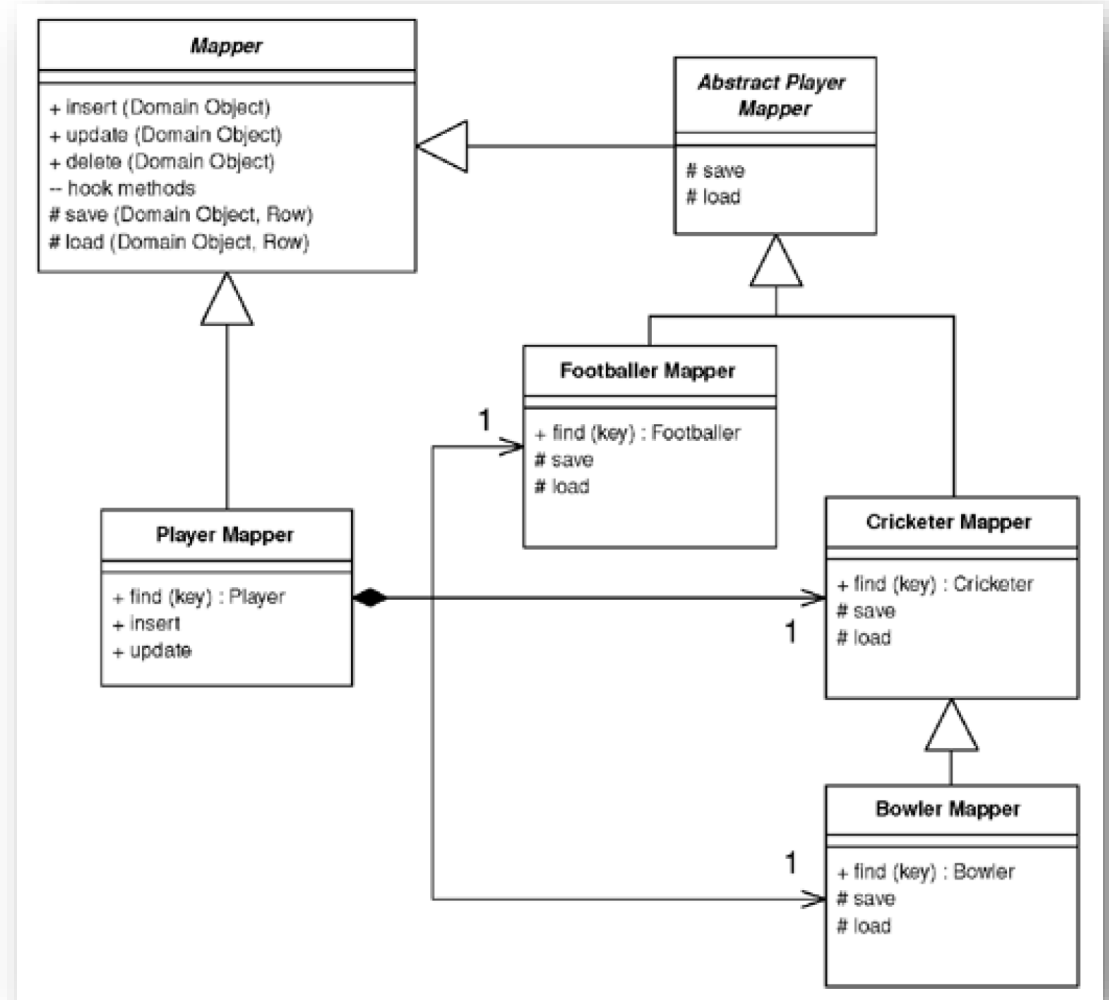 Mapper
+ insert (Domain Object)
+ update (Domain Object)
+ delete (Domain Object)
-- hook methods
# save (Domain Object, Row)
# load (Domain Object, Row)
Abstract Player
Mapper
# save
# load
Footballer Mapper
+ find (key) : Footballer
# save
# load
1
Player Mapper
+ find (key) : Player
+ insert
+ update
Cricketer Mapper
+ find (key) : Cricketer
# save
# load
1
Bowler Mapper
+ find (key) : Bowler
# save
# load
1